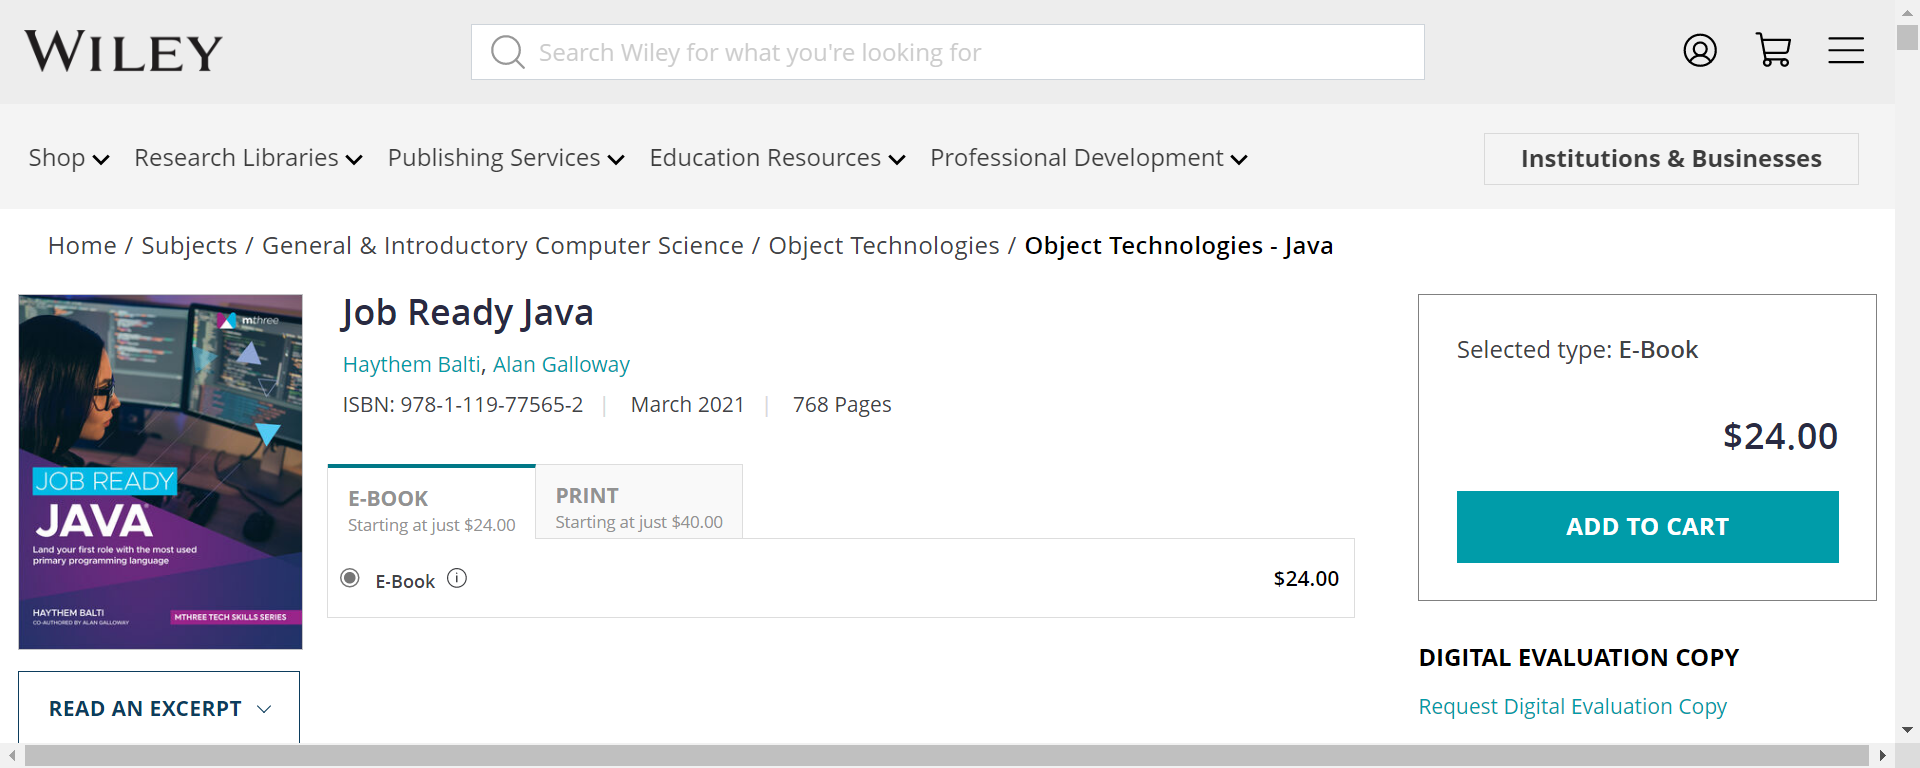 WILEY
Search Wiley for what you're looking for
Shop Research Libraries Publishing Services Education Resources Professional Development Institutions & Businesses
Home / Subjects / General & Introductory Computer Science / Object Technologies / Object Technologies - Java
mthree
JOB READY
JAVA
Land your first role with the most used
primary programming language
HAYTHEM BALTI
CO-AUTHORED BY ALAN GALLOWAY
MTHREE TECH SKILLS SERIES
READ AN EXCERPT
Job Ready Java
Haythem Balti, Alan Galloway
ISBN: 978-1-119-77565-2 | March 2021 | 768 Pages
E-BOOK
Starting at just $24.00
PRINT
Starting at just $40.00
E-Book $24.00
Selected type: E-Book
$24.00
ADD TO CART
DIGITAL EVALUATION COPY
Request Digital Evaluation Copy